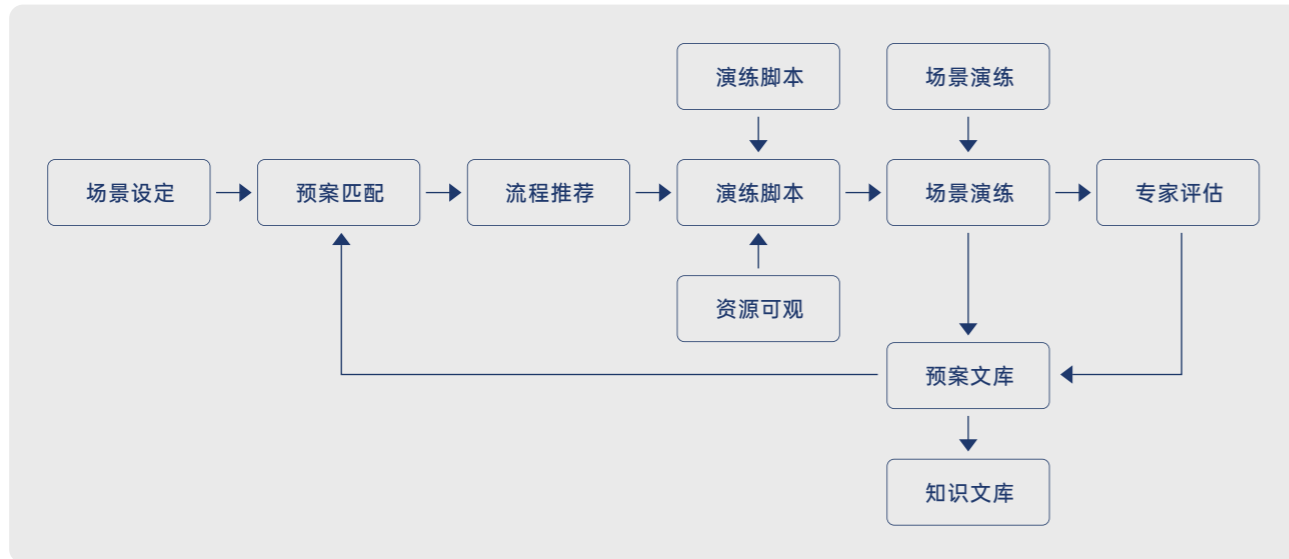 演练脚本
场景演练
场景设定
预案匹配
流程推荐
演练脚本
场景演练
专家评估
资源可观
预案文库
知识文库